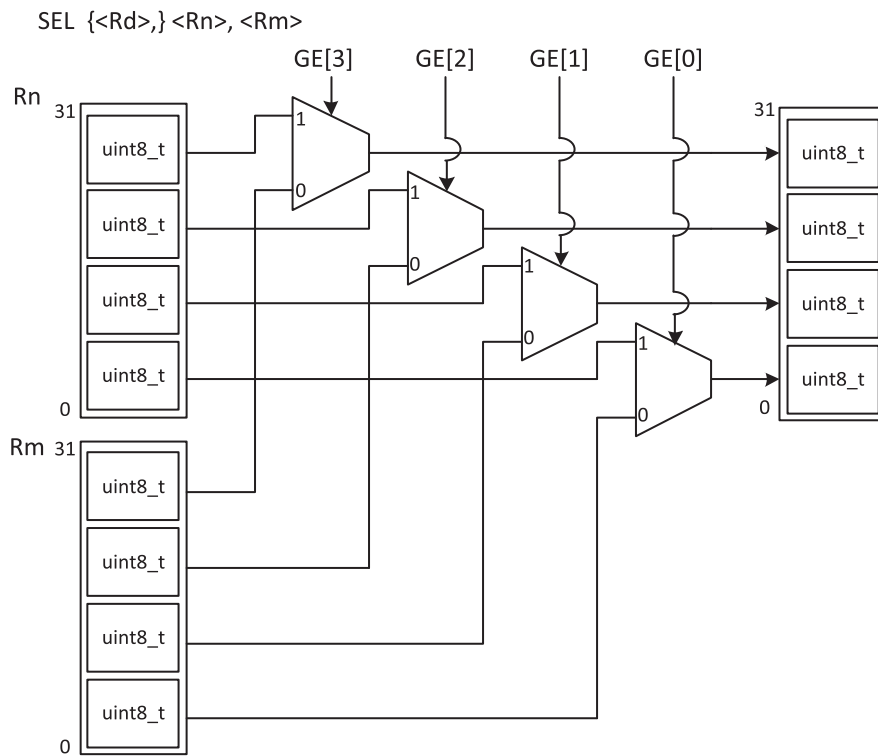 SEL {<Rd>,} <Rn>, <Rm>
GE[3] GE[2] GE[1] GE[0]
Rn
31
31
1
uint8_t
uint8_t
0
1
uint8_t
uint8_t
0
1
uint8_t
uint8_t
0
1
uint8_t
uint8_t
0
0
0
Rm 31
uint8_t
uint8_t
uint8_t
uint8_t
0